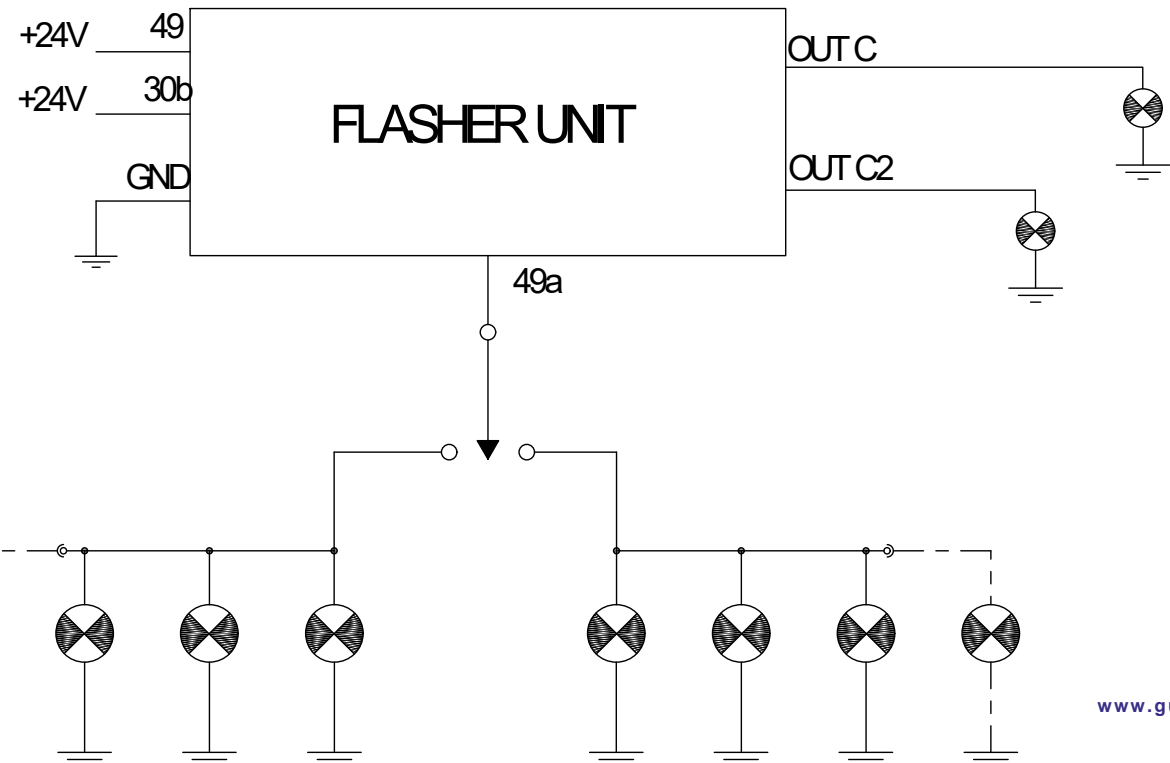 +24V 49
+24V 30b
GND
FLASHER UNIT
OUT C
OUT C2
49a